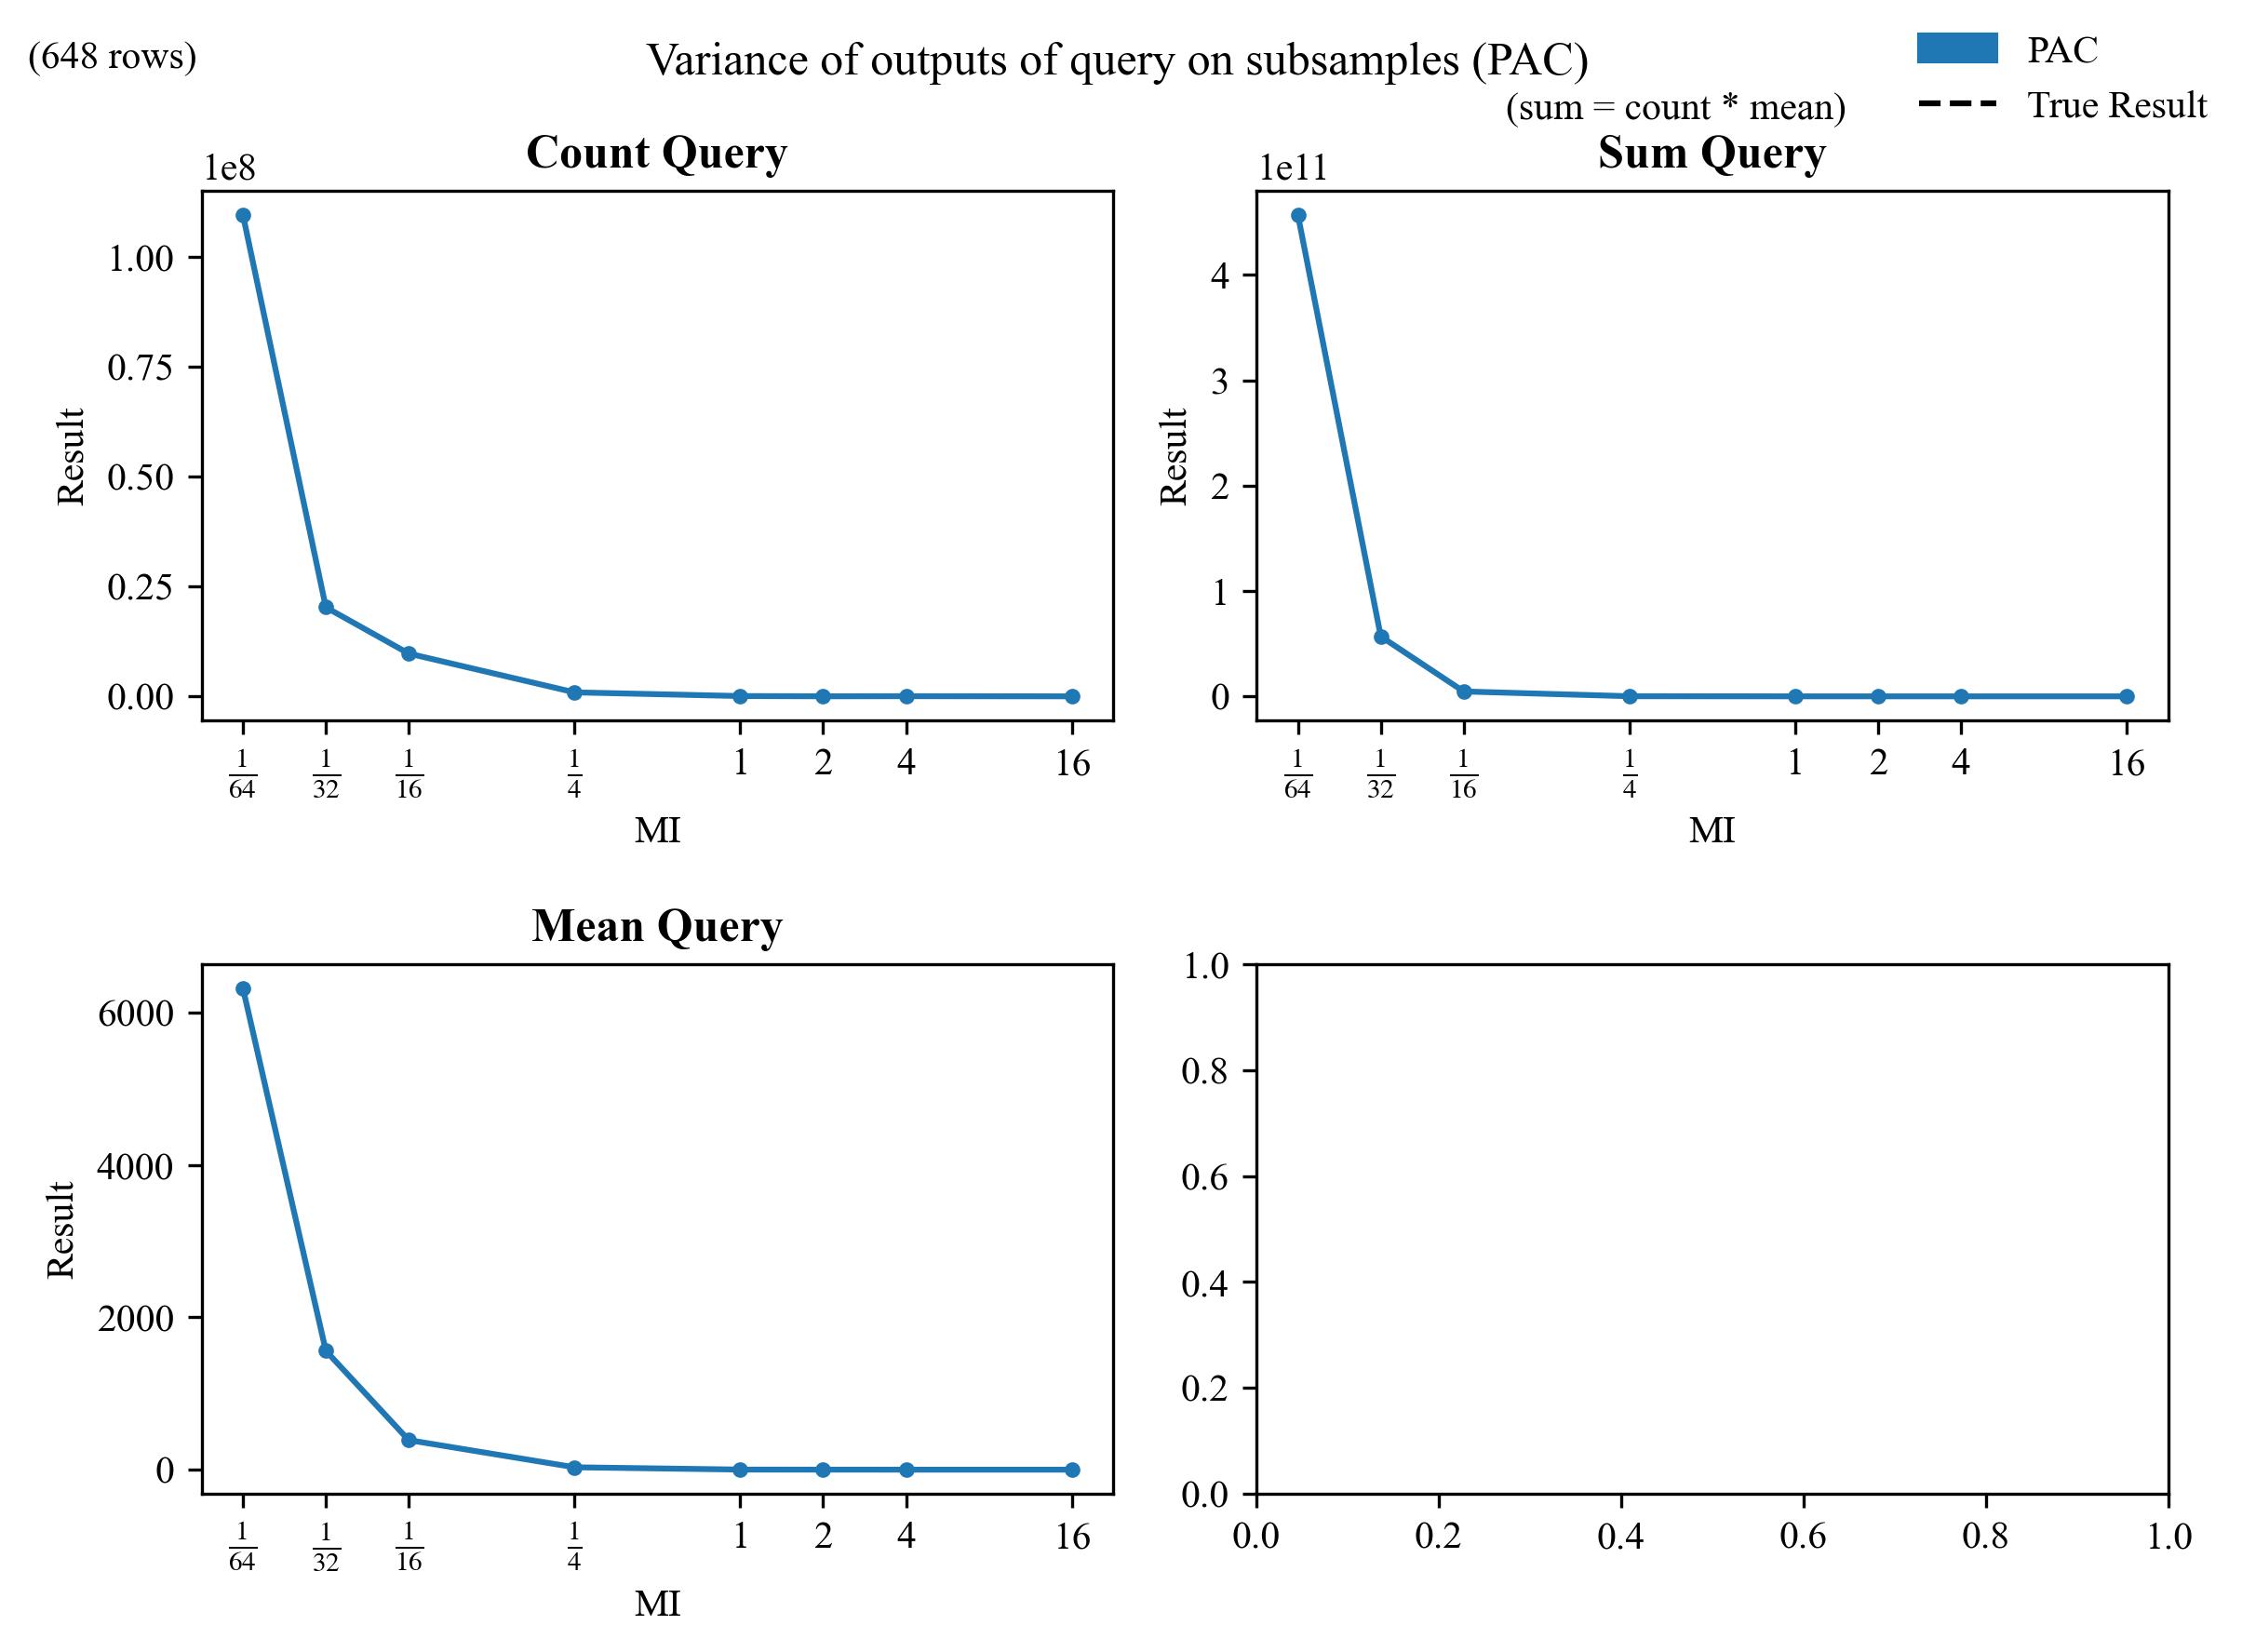 (648 rows)
Variance of outputs of query on subsamples (PAC)
PAC
True Result
(sum = count * mean)
Count Query
1e8
1.00
0.75
0.50
0.25
0.00
Result
1/64 1/32 1/16 1/4 1 2 4 16
MI
Sum Query
1e11
4
3
2
1
0
Result
1/64 1/32 1/16 1/4 1 2 4 16
MI
Mean Query
6000
4000
2000
0
Result
1/64 1/32 1/16 1/4 1 2 4 16
MI
1.0
0.8
0.6
0.4
0.2
0.0
0.0 0.2 0.4 0.6 0.8 1.0